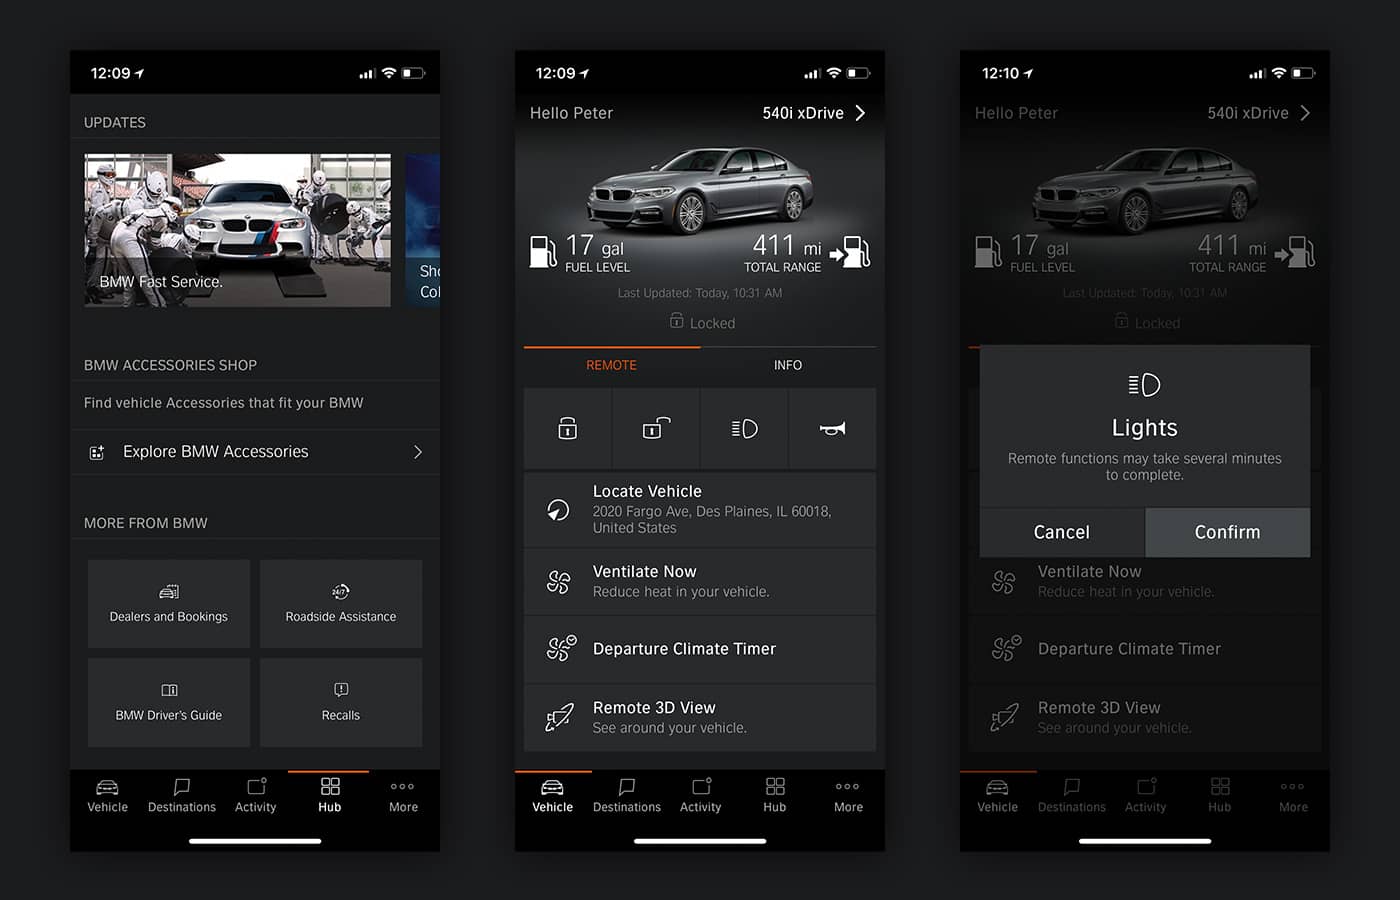 12:09
UPDATES
BMW Fast Service.
Sho
Col
BMW ACCESSORIES SHOP
Find vehicle Accessories that fit your BMW
Explore BMW Accessories
MORE FROM BMW
Dealers and Bookings
24/7
Roadside Assistance
BMW Driver's Guide
Recalls
Vehicle
Destinations
Activity
Hub
More
12:09
Hello Peter
540i xDrive
17 gal
FUEL LEVEL
411 mi
TOTAL RANGE
Last Updated: Today, 10:31 AM
Locked
REMOTE
INFO
Locate Vehicle
2020 Fargo Ave, Des Plaines, IL 60018,
United States
Ventilate Now
Reduce heat in your vehicle.
Departure Climate Timer
Remote 3D View
See around your vehicle.
Vehicle
Destinations
Activity
Hub
More
12:10
Hello Peter
540i xDrive
17 gal
FUEL LEVEL
411 mi
TOTAL RANGE
Last Updated: Today, 10:31 AM
Locked
Lights
Remote functions may take several minutes
to complete.
Cancel
Confirm
Ventilate Now
Reduce heat in your vehicle.
Departure Climate Timer
Remote 3D View
See around your vehicle.
Vehicle
Destinations
Activity
Hub
More